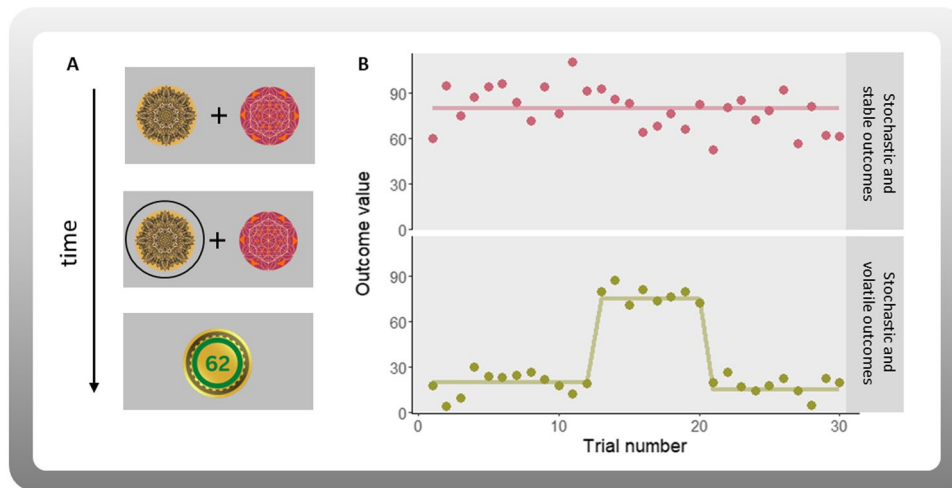 A
time
+
+
62
B
Outcome value
90
60
30
0
Stochastic and
stable outcomes
90
60
30
0
Stochastic and
volatile outcomes
0
10
20
30
Trial number